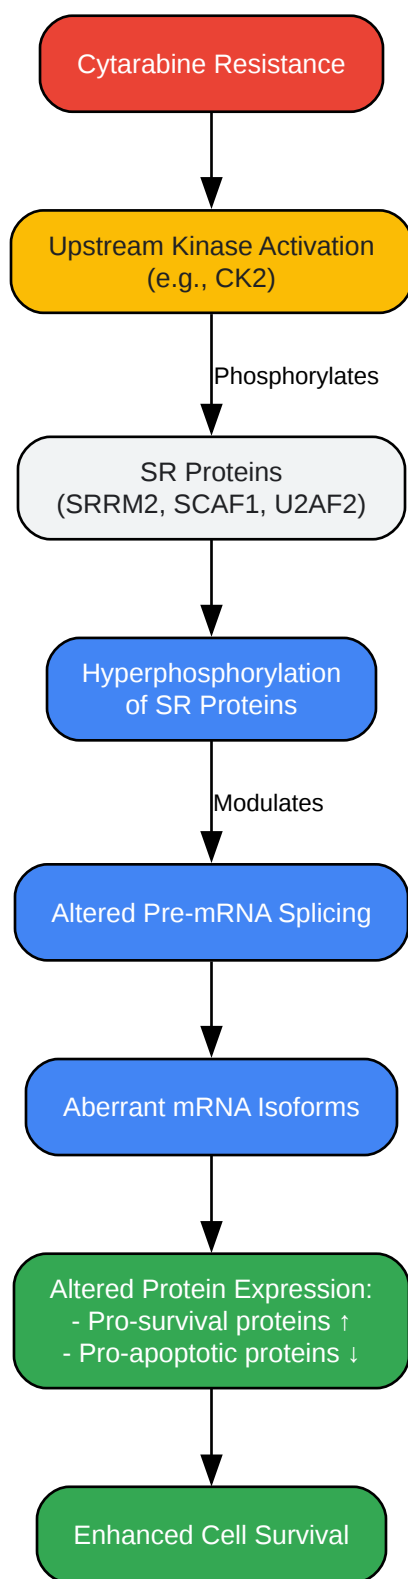 Cytarabine Resistance
Upstream Kinase Activation
(e.g., CK2)
Phosphorylates
SR Proteins
(SRRM2, SCAF1, U2AF2)
Hyperphosphorylation
of SR Proteins
Modulates
Altered Pre-mRNA Splicing
Aberrant mRNA Isoforms
Altered Protein Expression:
- Pro-survival proteins ↑
- Pro-apoptotic proteins ↓
Enhanced Cell Survival